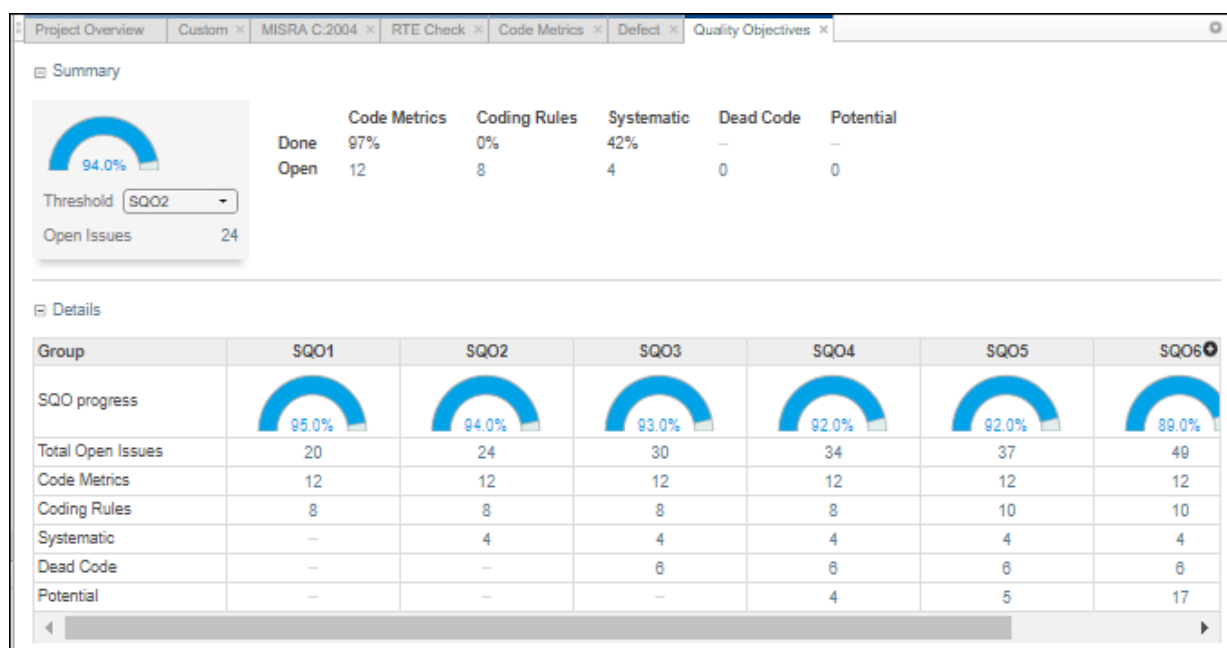 Project Overview Custom × MISRA C:2004 × RTE Check × Code Metrics × Defect × Quality Objectives ×
Summary
Code Metrics Coding Rules Systematic Dead Code Potential
Done 97% 0% 42% – –
Open 12 8 4 0 0
94.0%
Threshold SQO2
Open Issues 24
Details
Group SQO1 SQO2 SQO3 SQO4 SQO5 SQO6
SQO progress 95.0% 94.0% 93.0% 92.0% 92.0% 89.0%
Total Open Issues 20 24 30 34 37 49
Code Metrics 12 12 12 12 12 12
Coding Rules 8 8 8 8 10 10
Systematic – 4 4 4 4 4
Dead Code – – 6 6 6 6
Potential – – – 4 5 17